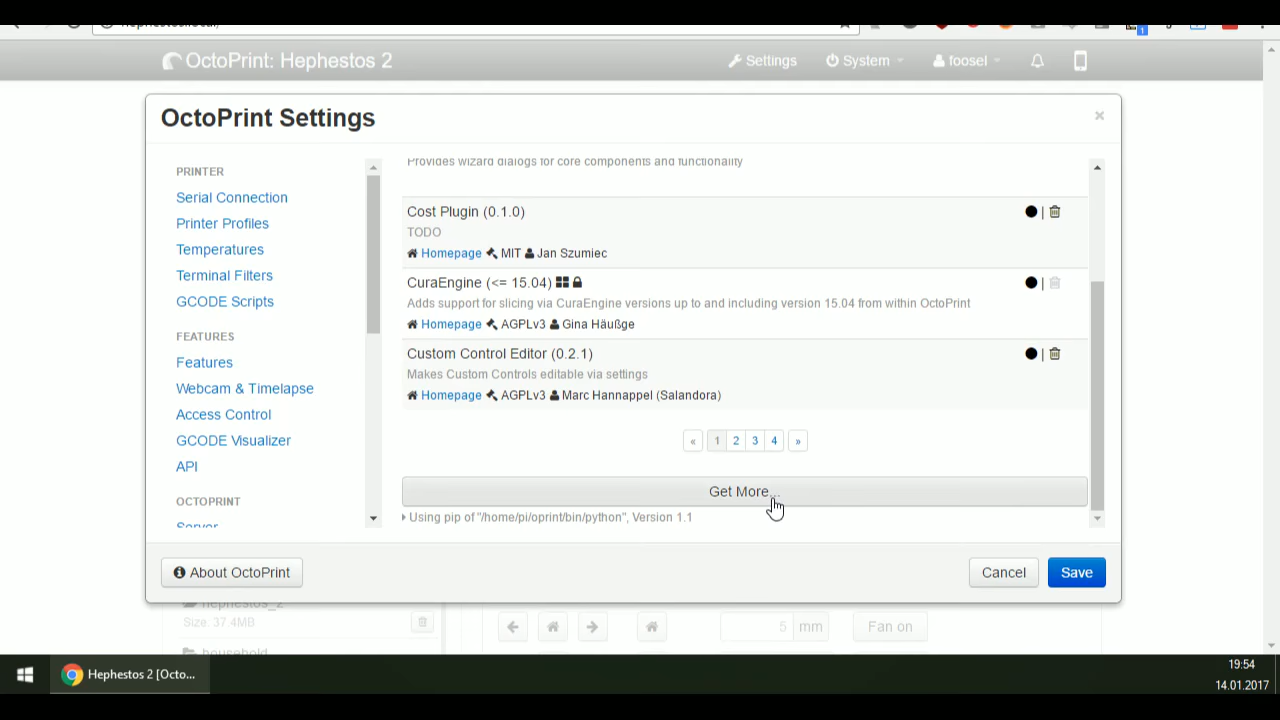 OctoPrint: Hephestos 2
Settings
System
foosel
1
OctoPrint Settings
×
PRINTER
Serial Connection
Printer Profiles
Temperatures
Terminal Filters
GCODE Scripts
FEATURES
Features
Webcam & Timelapse
Access Control
GCODE Visualizer
API
OCTOPRINT
Server
Provides wizard dialogs for core components and functionality
Cost Plugin (0.1.0)
|
TODO
Homepage MIT Jan Szumiec
CuraEngine (<= 15.04)
|
Adds support for slicing via CuraEngine versions up to and including version 15.04 from within OctoPrint
Homepage AGPLv3 Gina Häußge
Custom Control Editor (0.2.1)
|
Makes Custom Controls editable via settings
Homepage AGPLv3 Marc Hannappel (Salandora)
« 1 2 3 4 »
Get More...
Using pip of "/home/pi/oprint/bin/python", Version 1.1
About OctoPrint
Cancel
Save
hephestos_2
Size: 37.4MB
household
5 mm
Fan on
Hephestos 2 [Octo...
19:54
14.01.2017